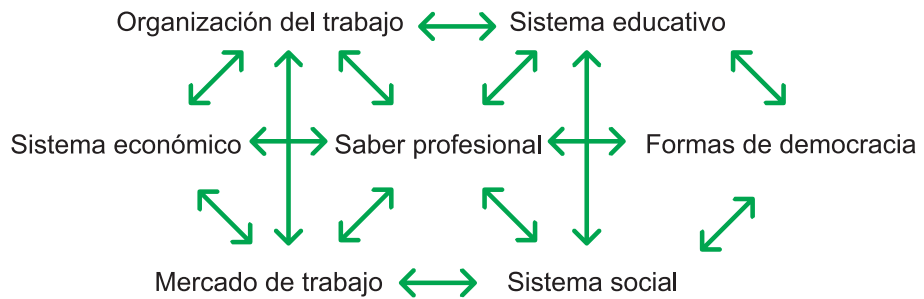 Organización del trabajo
Sistema educativo
Sistema económico
Saber profesional
Formas de democracia
Mercado de trabajo
Sistema social